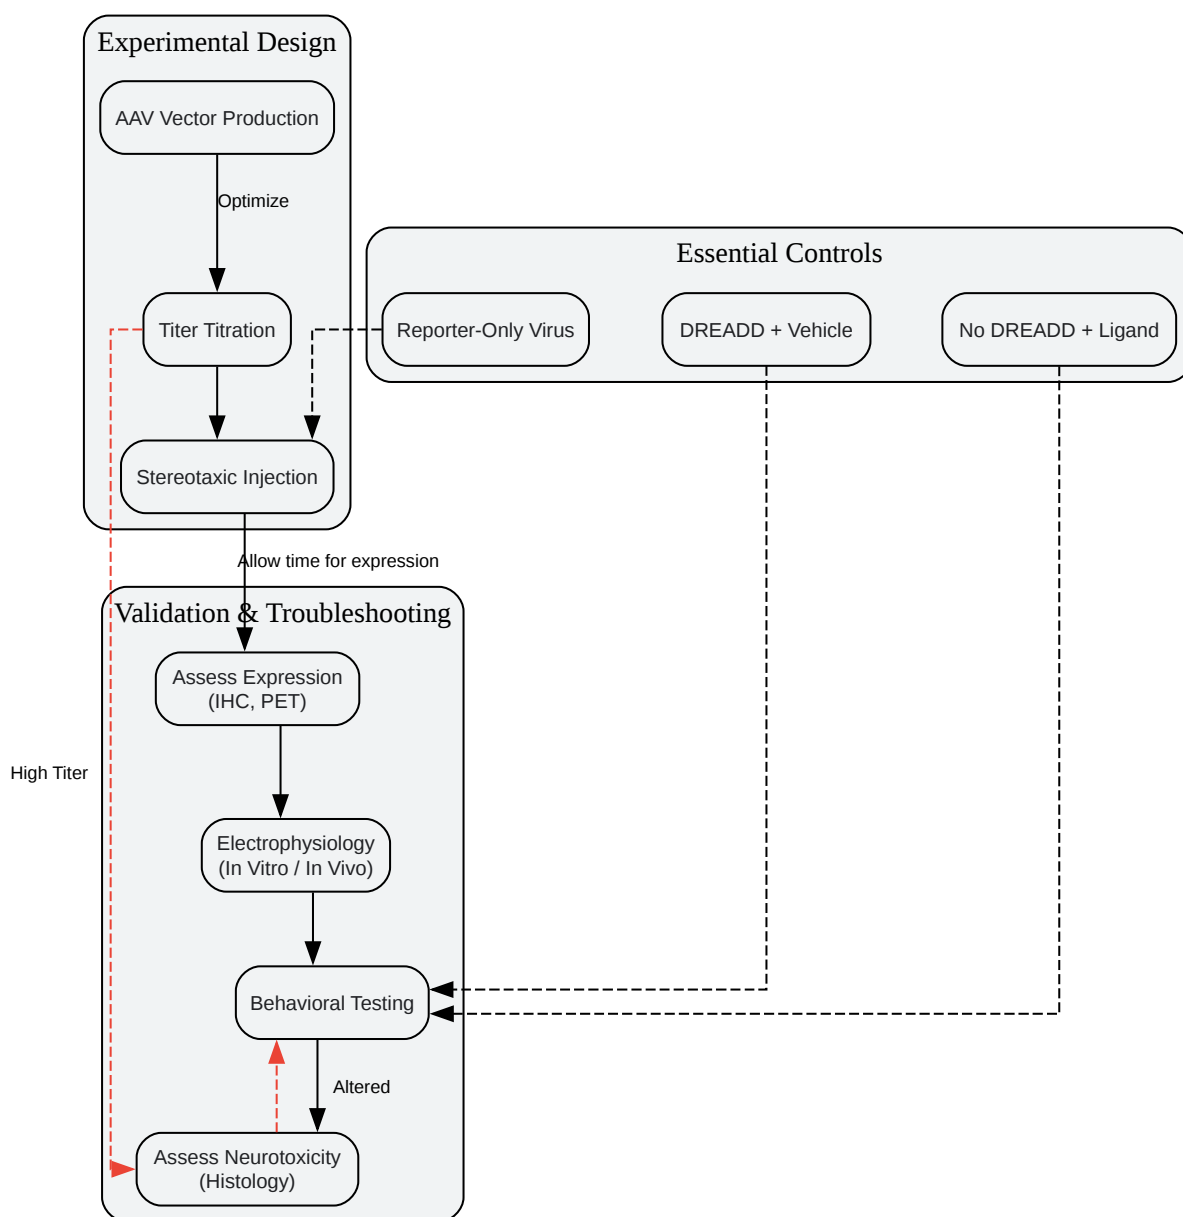 Experimental Design
AAV Vector Production
Optimize
Essential Controls
Titer Titration
Reporter-Only Virus
DREADD + Vehicle
No DREADD + Ligand
Stereotaxic Injection
Allow time for expression
Validation & Troubleshooting
Assess Expression
(IHC, PET)
High Titer
Electrophysiology
(In Vitro / In Vivo)
Behavioral Testing
Altered
Assess Neurotoxicity
(Histology)